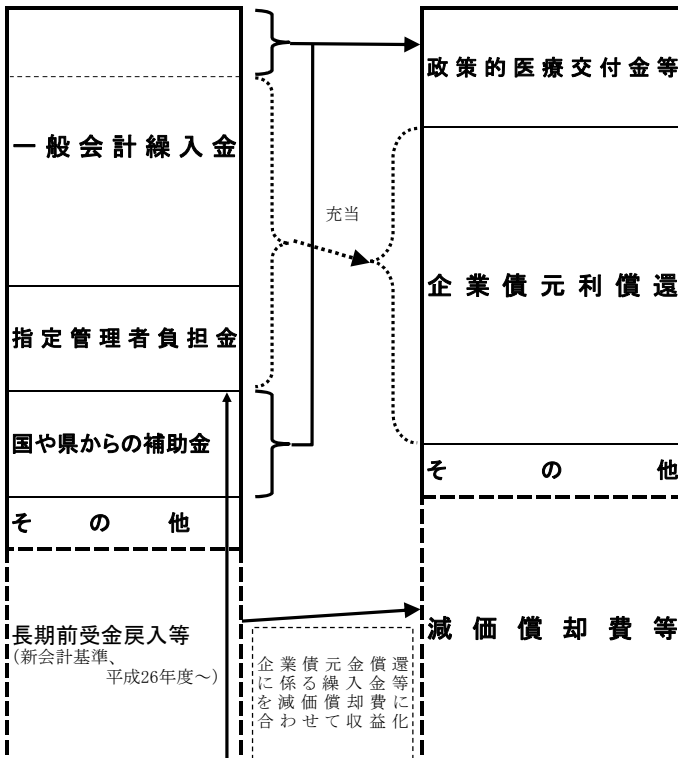 一般会計繰入金
指定管理者負担金
国や県からの補助金
その他
長期前受金戻入等
(新会計基準、
平成26年度～)
充当
企業債元金償還
に係る繰入金等
を減価償却費に
合わせて収益化
政策的医療交付金等
企業債元利償還
その他
減価償却費等